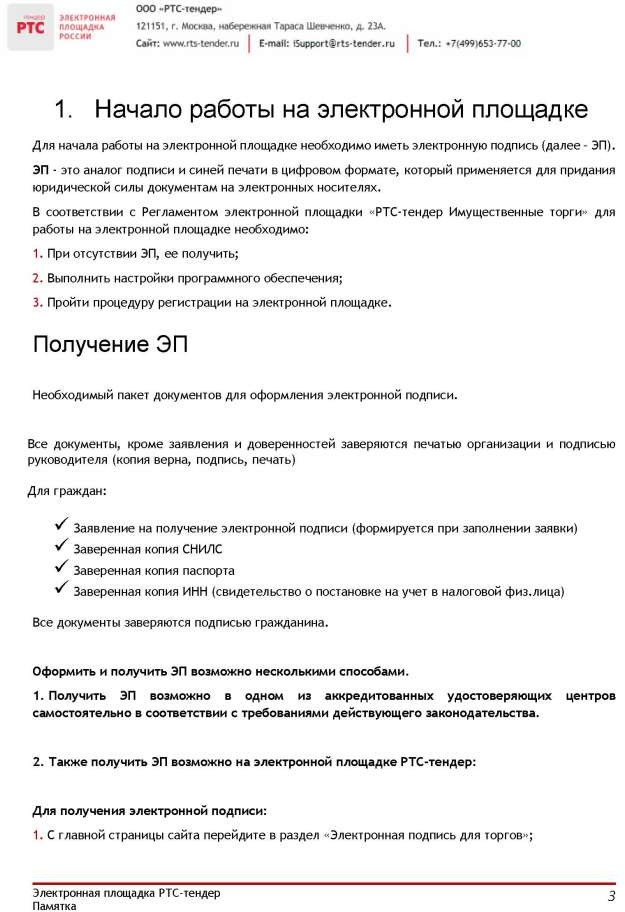 тендер
РТС
ЭЛЕКТРОННАЯ
ПЛОЩАДКА
РОССИИ
ООО «РТС-тендер»
121151, г. Москва, набережная Тараса Шевченко, д. 23А.
Сайт: www.rts-tender.ru | E-mail: iSupport@rts-tender.ru | Тел.: +7(499)653-77-00
1. Начало работы на электронной площадке
Для начала работы на электронной площадке необходимо иметь электронную подпись (далее – ЭП).
ЭП - это аналог подписи и синей печати в цифровом формате, который применяется для придания
юридической силы документам на электронных носителях.
В соответствии с Регламентом электронной площадки «РТС-тендер Имущественные торги» для
работы на электронной площадке необходимо:
1. При отсутствии ЭП, ее получить;
2. Выполнить настройки программного обеспечения;
3. Пройти процедуру регистрации на электронной площадке.
Получение ЭП
Необходимый пакет документов для оформления электронной подписи.
Все документы, кроме заявления и доверенностей заверяются печатью организации и подписью
руководителя (копия верна, подпись, печать)
Для граждан:
✓ Заявление на получение электронной подписи (формируется при заполнении заявки)
✓ Заверенная копия СНИЛС
✓ Заверенная копия паспорта
✓ Заверенная копия ИНН (свидетельство о постановке на учет в налоговой физ.лица)
Все документы заверяются подписью гражданина.
Оформить и получить ЭП возможно несколькими способами.
1. Получить ЭП возможно в одном из аккредитованных удостоверяющих центров
самостоятельно в соответствии с требованиями действующего законодательства.
2. Также получить ЭП возможно на электронной площадке РТС-тендер:
Для получения электронной подписи:
1. С главной страницы сайта перейдите в раздел «Электронная подпись для торгов»;
Электронная площадка РТС-тендер
Памятка
3